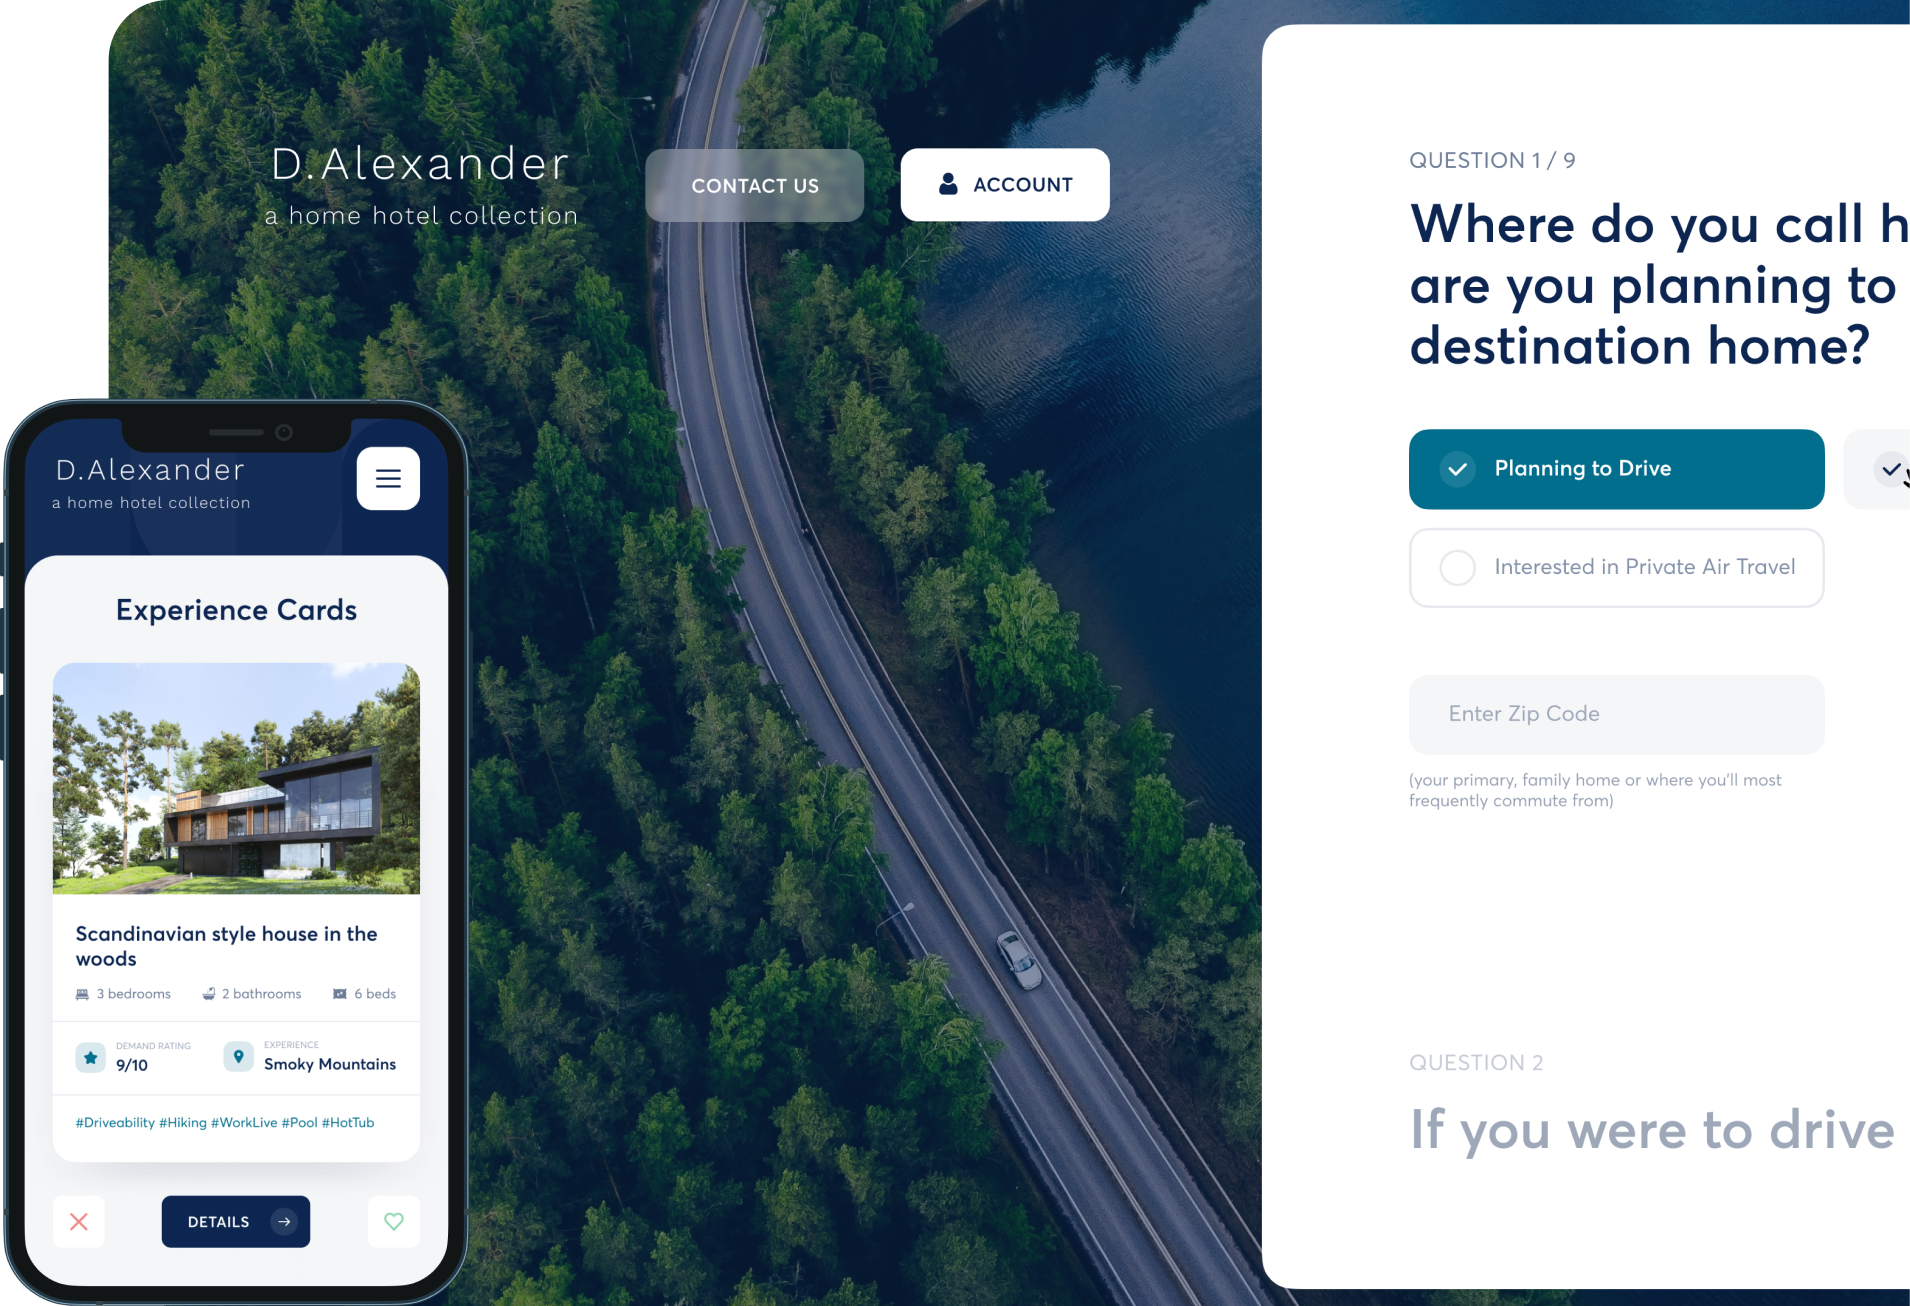 D.Alexander
a home hotel collection
CONTACT US
ACCOUNT
QUESTION 1 / 9
Where do you call h
are you planning to
destination home?
Planning to Drive
Interested in Private Air Travel
Enter Zip Code
(your primary, family home or where you'll most
frequently commute from)
QUESTION 2
If you were to drive
D.Alexander
a home hotel collection
Experience Cards
Scandinavian style house in the
woods
3 bedrooms 2 bathrooms 6 beds
DEMAND RATING
9/10
EXPERIENCE
Smoky Mountains
#Driveability #Hiking #WorkLive #Pool #HotTub
DETAILS